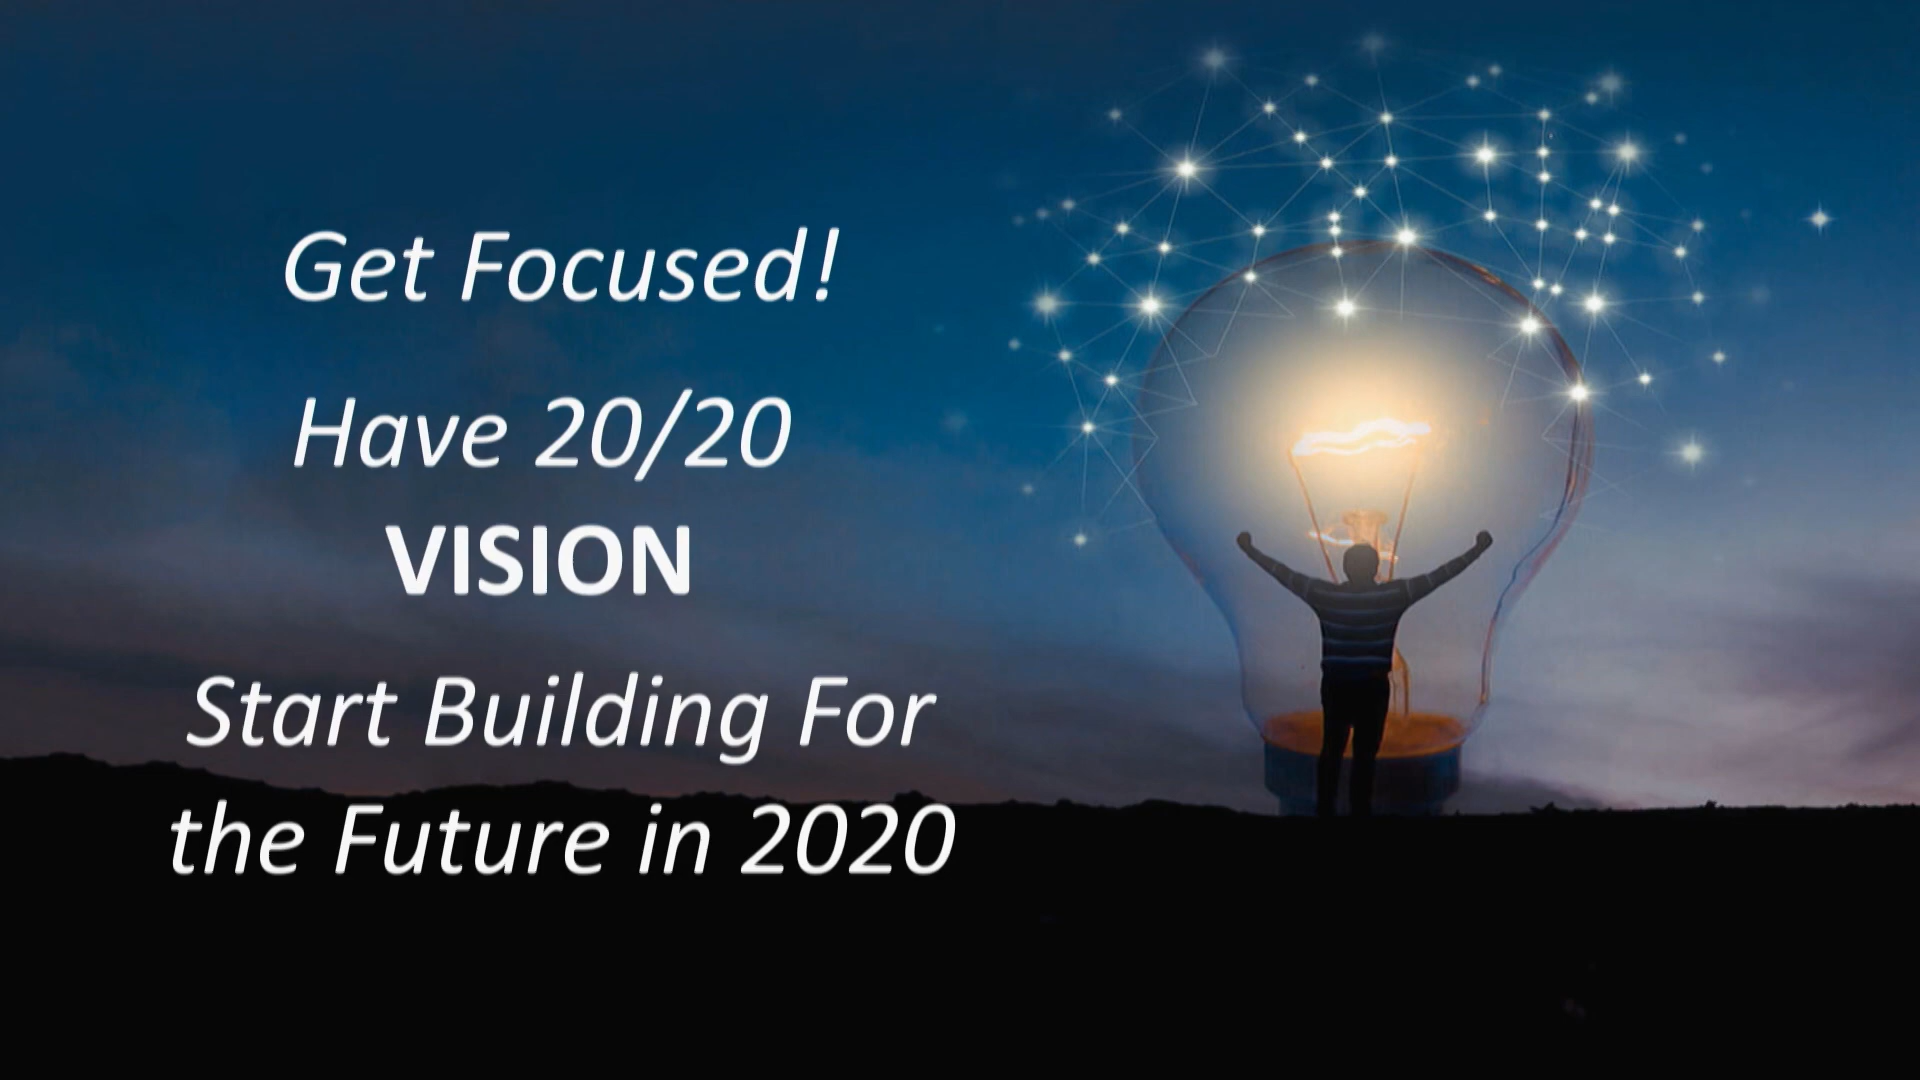 Get Focused!
Have 20/20
VISION
Start Building For
the Future in 2020